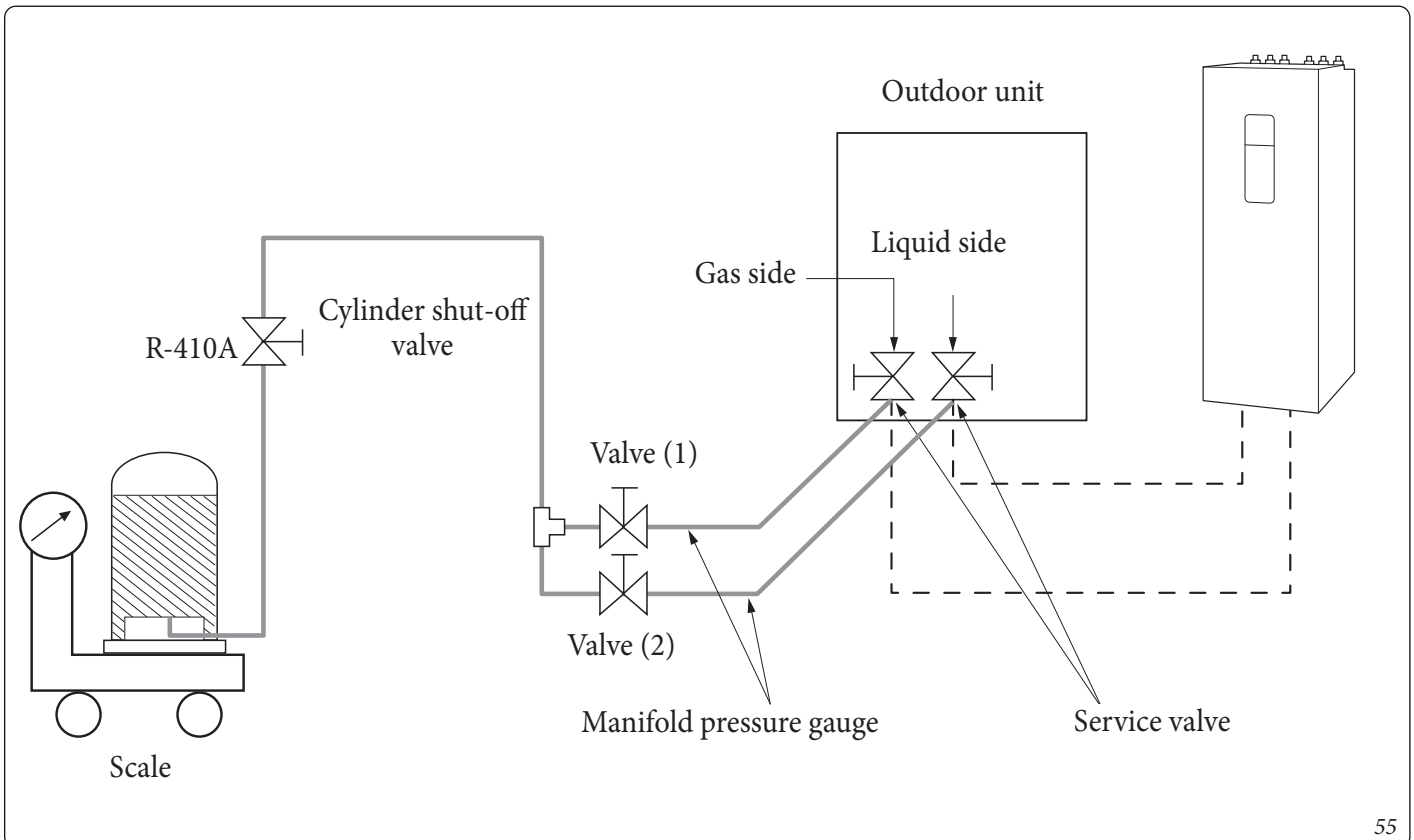 Outdoor unit
Liquid side
Gas side
Cylinder shut-off
valve
R-410A
Valve (1)
Valve (2)
Manifold pressure gauge
Service valve
Scale
55